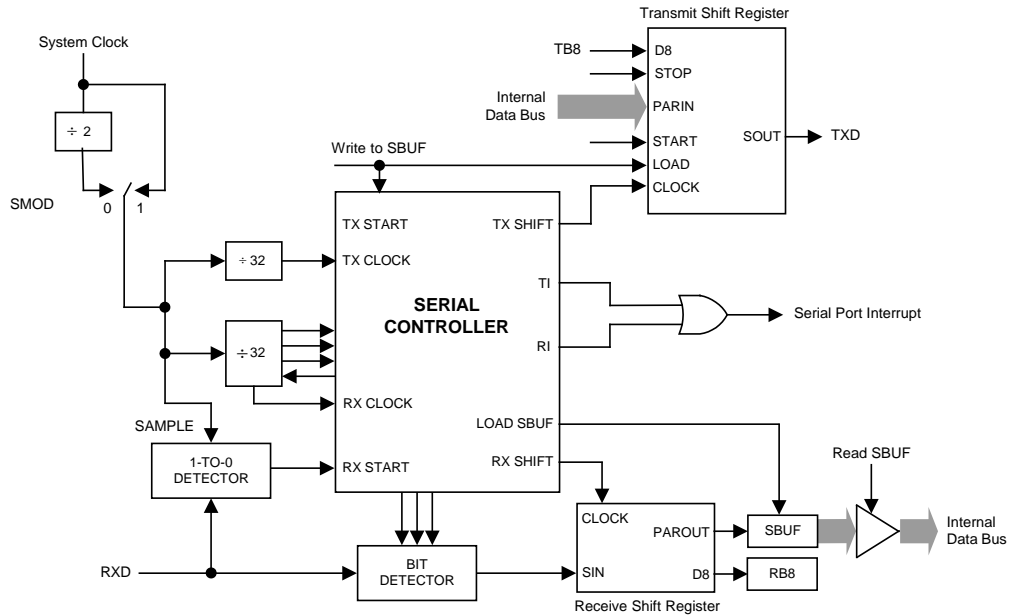 Transmit Shift Register
System Clock
TB8
D8
STOP
Internal
Data Bus
PARIN
÷ 2
START
SOUT
TXD
Write to SBUF
LOAD
CLOCK
SMOD
0
1
TX START
TX SHIFT
÷ 32
TX CLOCK
TI
SERIAL
CONTROLLER
Serial Port Interrupt
÷ 32
RI
RX CLOCK
LOAD SBUF
SAMPLE
1-TO-0
DETECTOR
RX START
RX SHIFT
Read SBUF
CLOCK
PAROUT
SBUF
Internal
Data Bus
RXD
BIT
DETECTOR
SIN
D8
RB8
Receive Shift Register